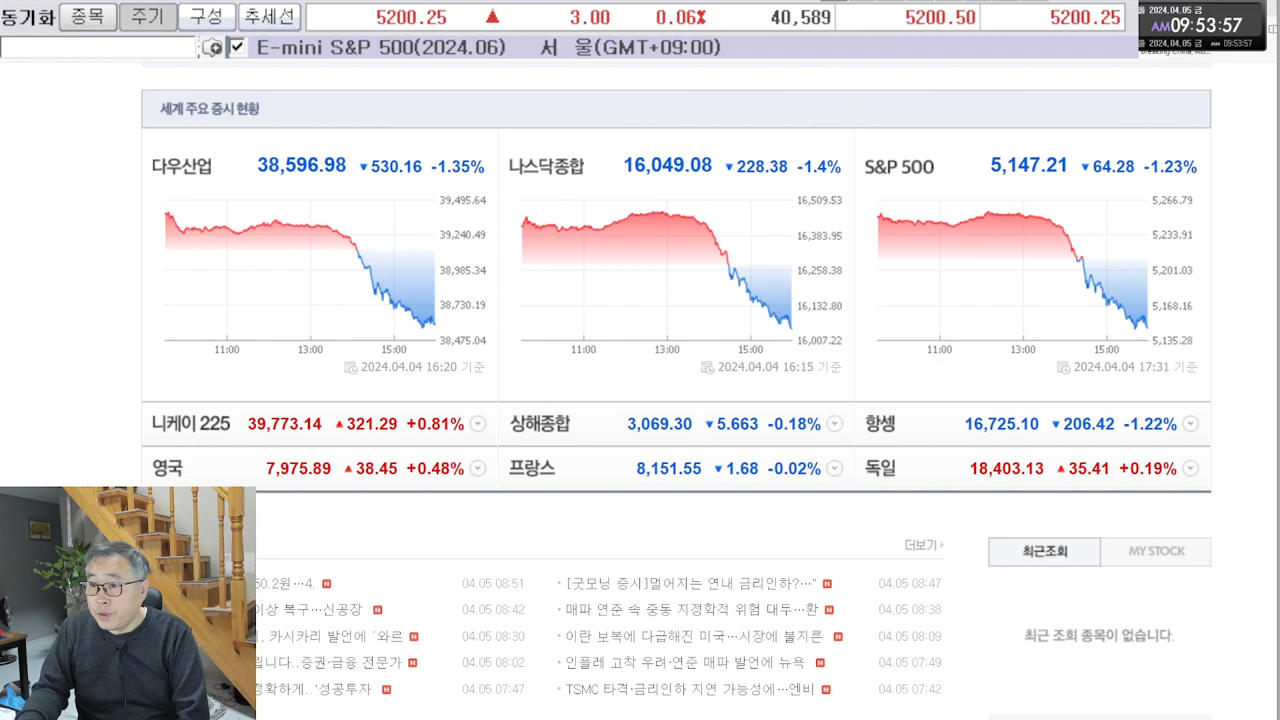 동기화 종목 주기 구성 추세선 5200.25 ▲ 3.00 0.06% 40,589 5200.50 5200.25
2024.04.05 금
AM 09:53:57
2024.04.05 금 AM 09:53:57
E-mini S&P 500(2024.06) 서 울(GMT+09:00)
세계 주요 증시 현황
다우산업 38,596.98 ▼530.16 -1.35%
39,495.64
39,240.49
38,985.34
38,730.19
38,475.04
11:00 13:00 15:00
2024.04.04 16:20 기준
나스닥종합 16,049.08 ▼228.38 -1.4%
16,509.53
16,383.95
16,258.38
16,132.80
16,007.22
11:00 13:00 15:00
2024.04.04 16:15 기준
S&P 500 5,147.21 ▼64.28 -1.23%
5,266.79
5,233.91
5,201.03
5,168.16
5,135.28
11:00 13:00 15:00
2024.04.04 17:31 기준
니케이 225 39,773.14 ▲321.29 +0.81%
상해종합 3,069.30 ▼5.663 -0.18%
항셍 16,725.10 ▼206.42 -1.22%
영국 7,975.89 ▲38.45 +0.48%
프랑스 8,151.55 ▼1.68 -0.02%
독일 18,403.13 ▲35.41 +0.19%
더보기
50.2원…4. N 04.05 08:51
이상 복구…신공장 N 04.05 08:42
, 카시카리 발언에 '와르 N 04.05 08:30
립니다..증권·금융 전문가 N 04.05 08:02
정확하게..'성공투자 N 04.05 07:47
[굿모닝 증시]멀어지는 연내 금리인하?…" N 04.05 08:47
매파 연준 속 중동 지정학적 위험 대두…환 N 04.05 08:38
이란 보복에 다급해진 미국…시장에 불지른 N 04.05 08:09
인플레 고착 우려·연준 매파 발언에 뉴욕 N 04.05 07:49
TSMC 타격·금리인하 지연 가능성에…엔비 N 04.05 07:42
최근조회 MY STOCK
최근 조회 종목이 없습니다.